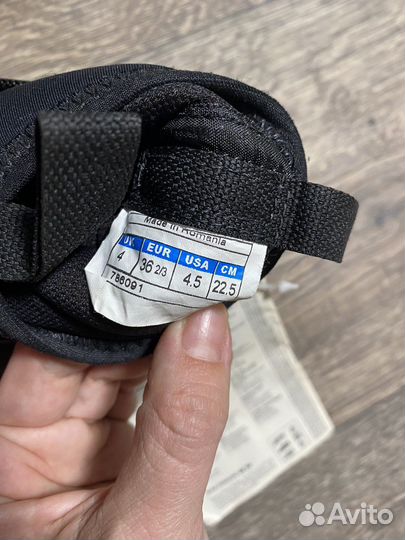 Made in Romania
UK EUR USA CM
4 36 2/3 4.5 22.5
786091
Avito